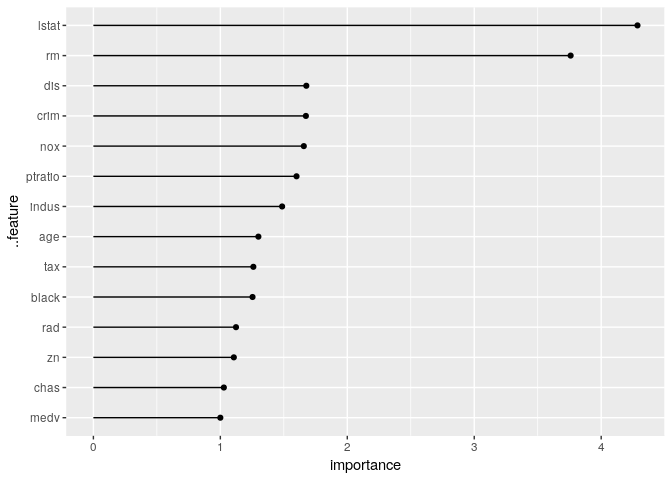 lstat
rm
dis
crim
nox
ptratio
indus
age
tax
black
rad
zn
chas
medv
..feature
0 1 2 3 4
importance